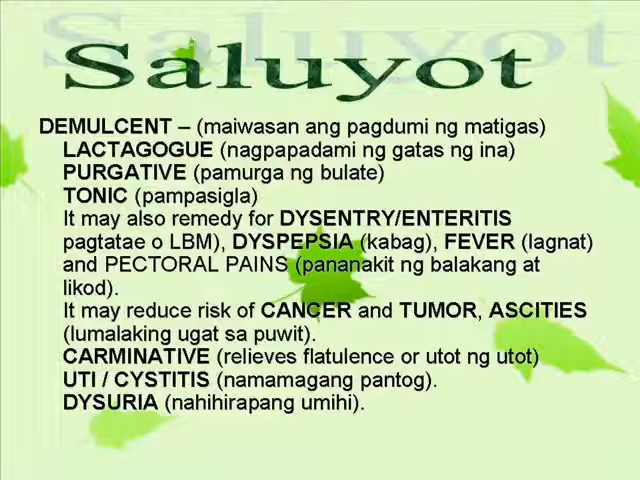 Saluyot
DEMULCENT – (maiwasan ang pagdumi ng matigas)
LACTAGOGUE (nagpapadami ng gatas ng ina)
PURGATIVE (pamurga ng bulate)
TONIC (pampasigla)
It may also remedy for DYSENTRY/ENTERITIS
pagtatae o LBM), DYSPEPSIA (kabag), FEVER (lagnat)
and PECTORAL PAINS (pananakit ng balakang at
likod).
It may reduce risk of CANCER and TUMOR, ASCITIES
(lumalaking ugat sa puwit).
CARMINATIVE (relieves flatulence or utot ng utot)
UTI / CYSTITIS (namamagang pantog).
DYSURIA (nahihirapang umihi).